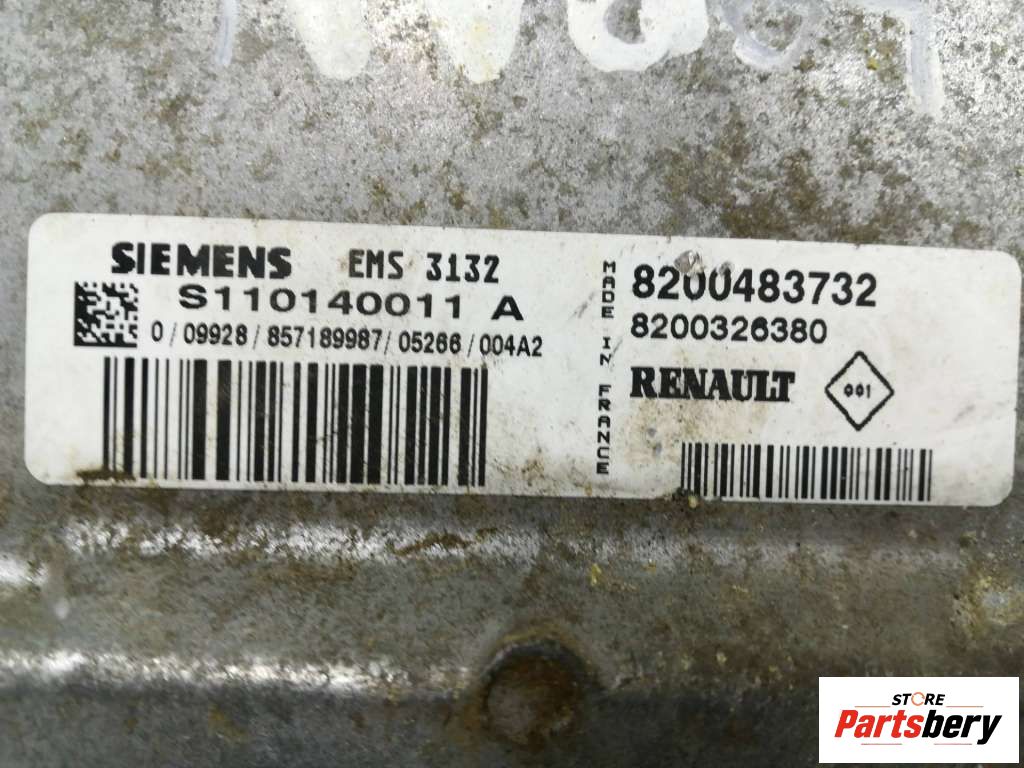 SIEMENS EMS 3132
S110140011 A
0/09928/857189987/05266/004A2
MADE IN FRANCE
8200483732
8200326380
RENAULT 001
STORE
Partsbery